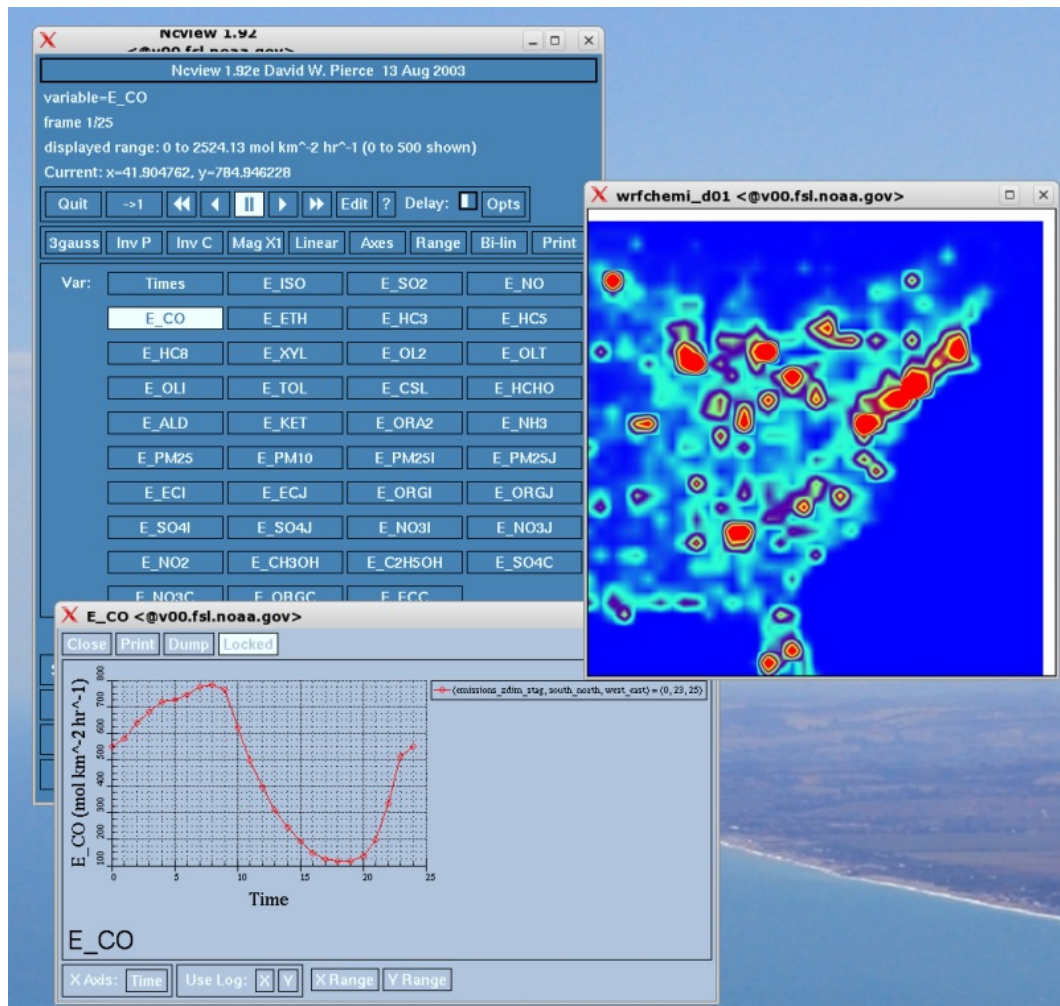 Ncview 1.92
<@v00.fsl.noaa.gov>
Ncview 1.92e David W. Pierce 13 Aug 2003
variable=E_CO
frame 1/25
displayed range: 0 to 2524.13 mol km^-2 hr^-1 (0 to 500 shown)
Current: x=41.904762, y=784.946228
Quit ->1 Edit ? Delay: Opts
3gauss Inv P Inv C Mag X1 Linear Axes Range Bi-lin Print
Var: Times E_ISO E_SO2 E_NO
E_CO E_ETH E_HC3 E_HC5
E_HC8 E_XYL E_OL2 E_OLT
E_OLI E_TOL E_CSL E_HCHO
E_ALD E_KET E_ORA2 E_NH3
E_PM25 E_PM10 E_PM25I E_PM25J
E_ECI E_ECJ E_ORGI E_ORGJ
E_SO4I E_SO4J E_NO3I E_NO3J
E_NO2 E_CH3OH E_C2H5OH E_SO4C
E_NO3C E_ORGC E_ECC
wrfchemi_d01 <@v00.fsl.noaa.gov>
E_CO <@v00.fsl.noaa.gov>
Close Print Dump Locked
(emissions_zdim_stag, south_north, west_east) = (0, 23, 25)
E_CO (mol km^-2 hr^-1)
800
700
600
500
400
300
200
100
0 5 10 15 20 25
Time
E_CO
X Axis: Time Use Log: X Y X Range Y Range